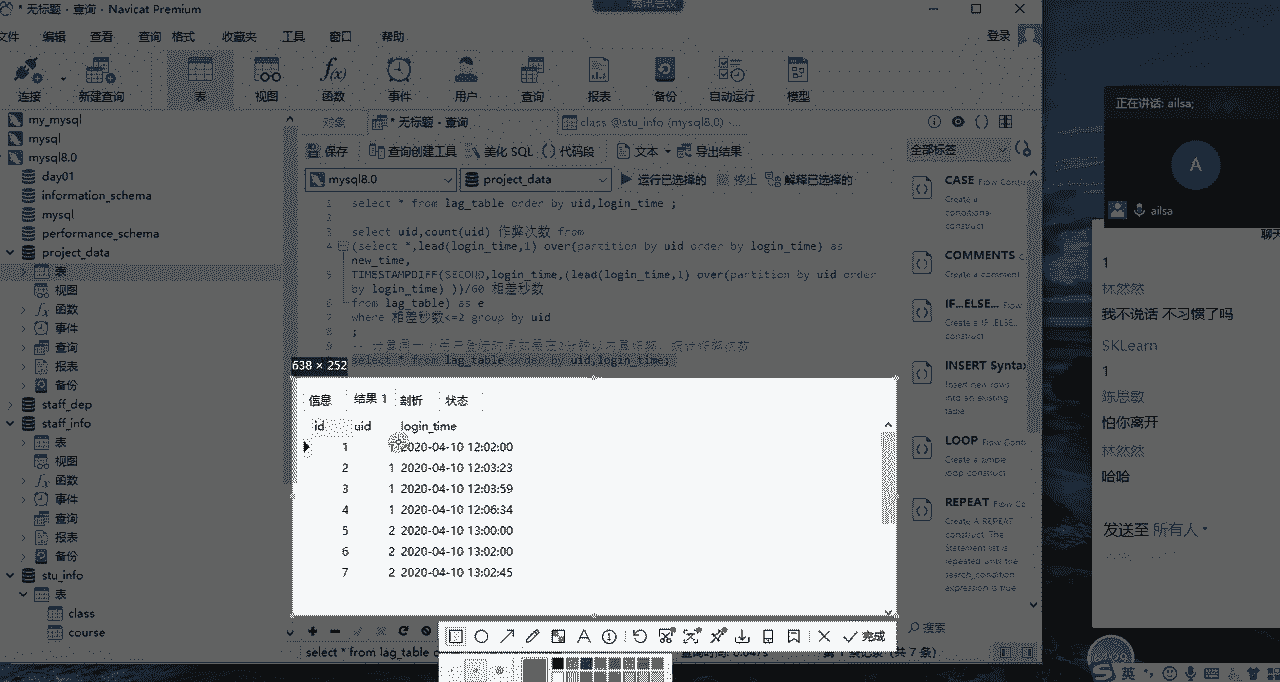 * 无标题 - 查询 - Navicat Premium
文件 编辑 查看 查询 格式 收藏夹 工具 窗口 帮助
登录
连接 新建查询 表 视图 函数 事件 用户 查询 报表 备份 自动运行 模型
my_mysql
mysql
mysql8.0
day01
information_schema
mysql
performance_schema
project_data
表
视图
函数
事件
查询
报表
备份
staff_dep
staff_info
表
视图
函数
事件
查询
报表
备份
stu_info
表
class
course
对象 * 无标题 - 查询 class @stu_info (mysql8.0) -...
保存 查询创建工具 美化 SQL () 代码段 文本 导出结果
mysql8.0 project_data 运行已选择的 停止 解释已选择的
1 select * from lag_table order by uid,login_time ;
2
3 select uid,count(uid) 作弊次数 from
4 (select *,lead(login_time,1) over(partition by uid order by login_time) as
new_time,
5 TIMESTAMPDIFF(SECOND,login_time,(lead(login_time,1) over(partition by uid order
by login_time) ))/60 相差秒数
6 from lag_table) as e
7 where 相差秒数<=2 group by uid
8 ;
select * from lag_table order by uid,login_time;
638 × 252
信息 结果 1 剖析 状态
id uid login_time
1 1 2020-04-10 12:02:00
2 1 2020-04-10 12:03:23
3 1 2020-04-10 12:03:59
4 1 2020-04-10 12:06:34
5 2 2020-04-10 13:00:00
6 2 2020-04-10 13:02:00
7 2 2020-04-10 13:02:45
完成
select * from lag_table
查询时间: 0.047s
(共 7 条)
全部标签
CASE Flow Contr
Create a
conditional
construct
COMMENTS
Create a comment
IF...ELSE... Flow
Create a IF...ELSE...
construct
INSERT Syntax
Insert new rows
into an existing
table
LOOP Flow Contr
Create a simple
loop construct
REPEAT Flow Co
Create A REPEAT
construct. The
Statement list is
repeated until the
search_condition
expression is true.
搜索
正在讲话: ailsa;
A
ailsa
聊天
1
林然然
我不说话 不习惯了吗
SKLearn
1
陈思敏
怕你离开
林然然
哈哈
发送至 所有人
英